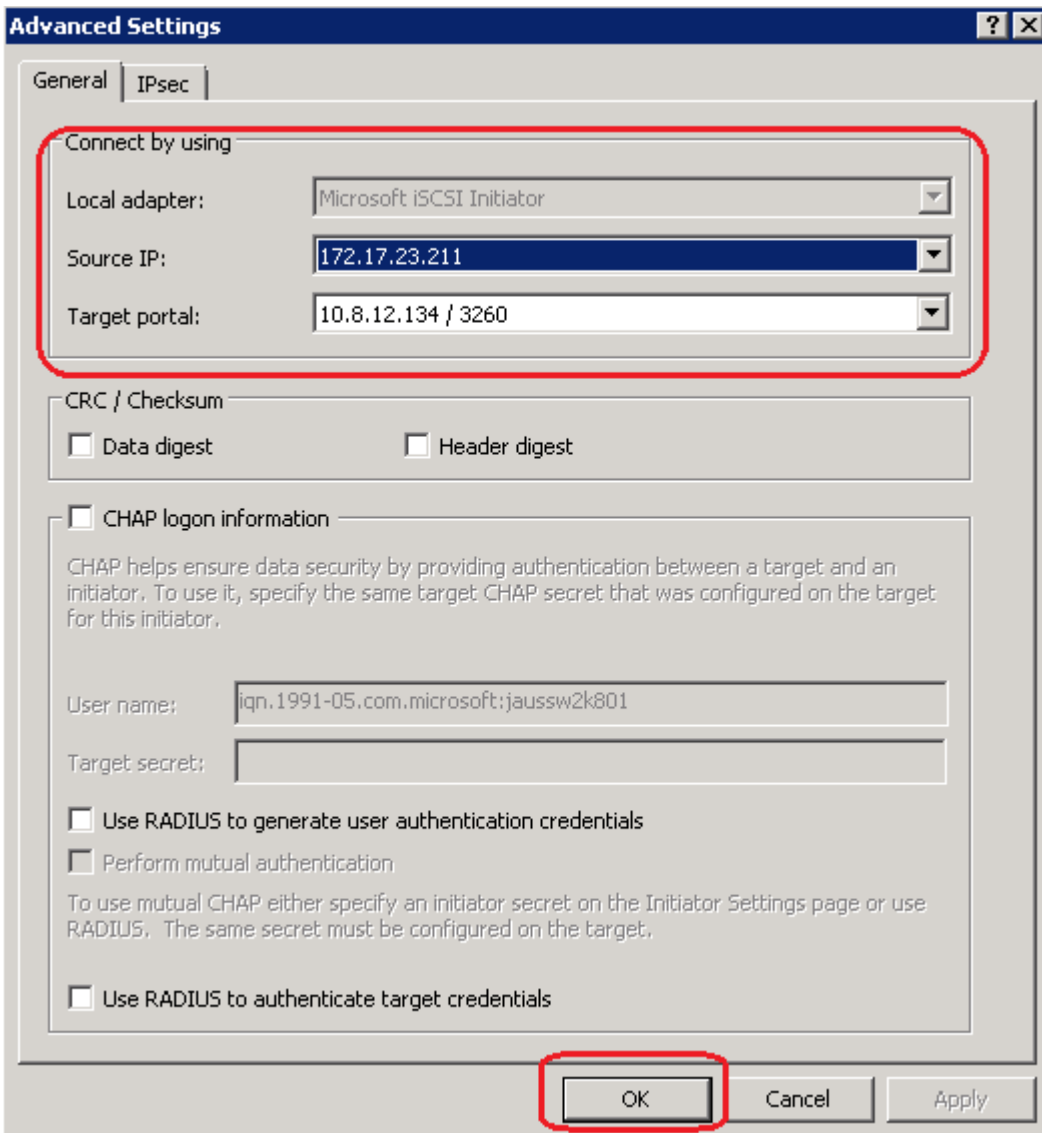 Advanced Settings
General IPsec
Connect by using
Local adapter: Microsoft iSCSI Initiator
Source IP: 172.17.23.211
Target portal: 10.8.12.134 / 3260
CRC / Checksum
Data digest Header digest
CHAP logon information
CHAP helps ensure data security by providing authentication between a target and an
initiator. To use it, specify the same target CHAP secret that was configured on the target
for this initiator.
User name: iqn.1991-05.com.microsoft:jaussw2k801
Target secret:
Use RADIUS to generate user authentication credentials
Perform mutual authentication
To use mutual CHAP either specify an initiator secret on the Initiator Settings page or use
RADIUS. The same secret must be configured on the target.
Use RADIUS to authenticate target credentials
OK Cancel Apply